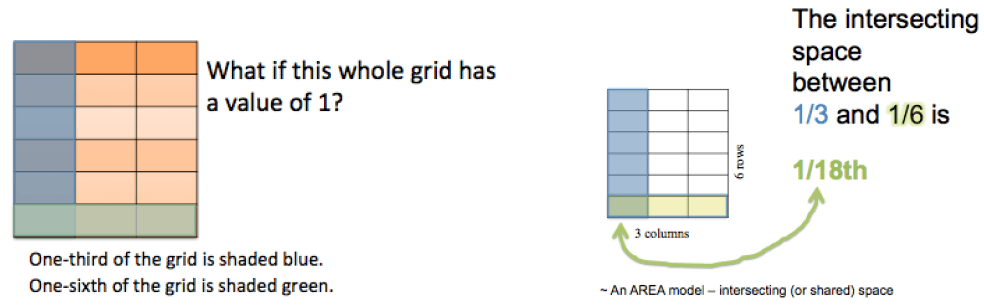 What if this whole grid has
a value of 1?
One-third of the grid is shaded blue.
One-sixth of the grid is shaded green.
The intersecting
space
between
1/3 and 1/6 is
1/18th
6 rows
3 columns
~ An AREA model – intersecting (or shared) space